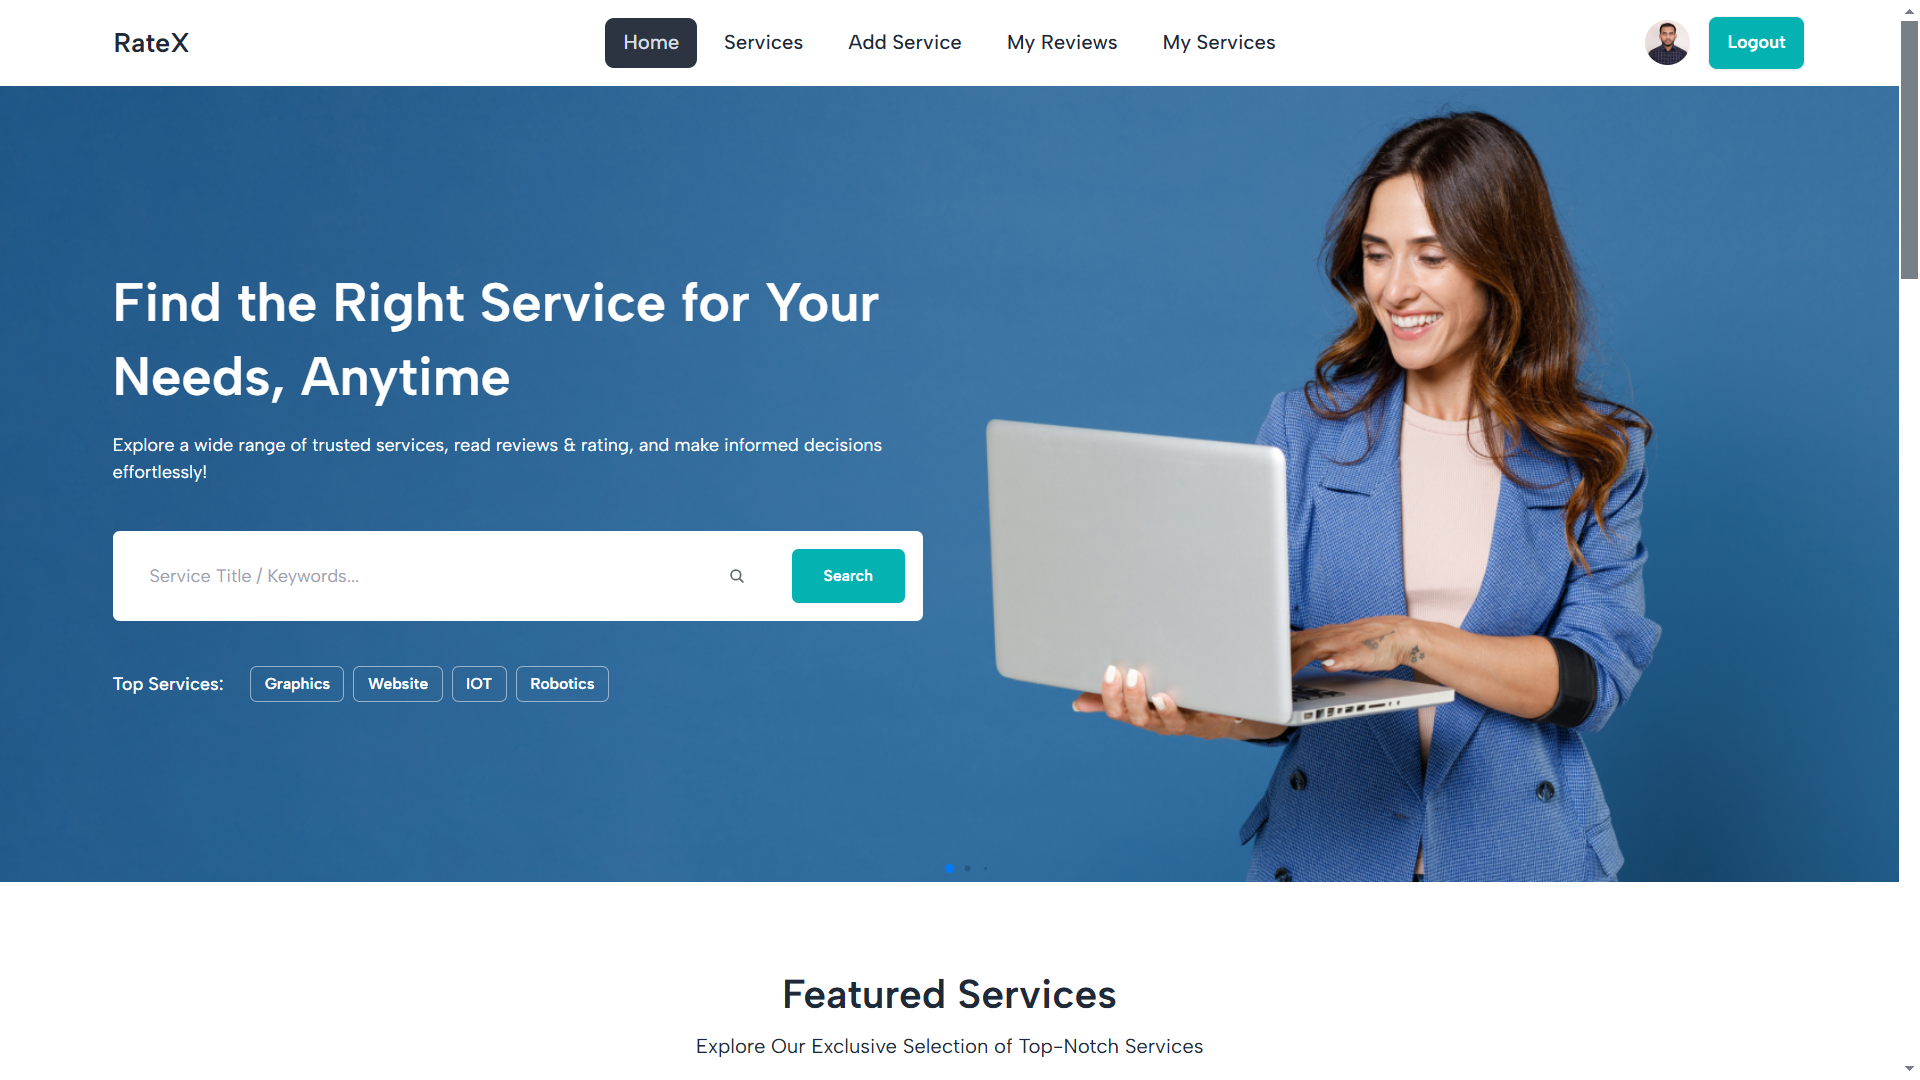 RateX
Home
Services
Add Service
My Reviews
My Services
Logout
Find the Right Service for Your
Needs, Anytime
Explore a wide range of trusted services, read reviews & rating, and make informed decisions
effortlessly!
Service Title / Keywords...
Search
Top Services:
Graphics
Website
IOT
Robotics
Featured Services
Explore Our Exclusive Selection of Top-Notch Services